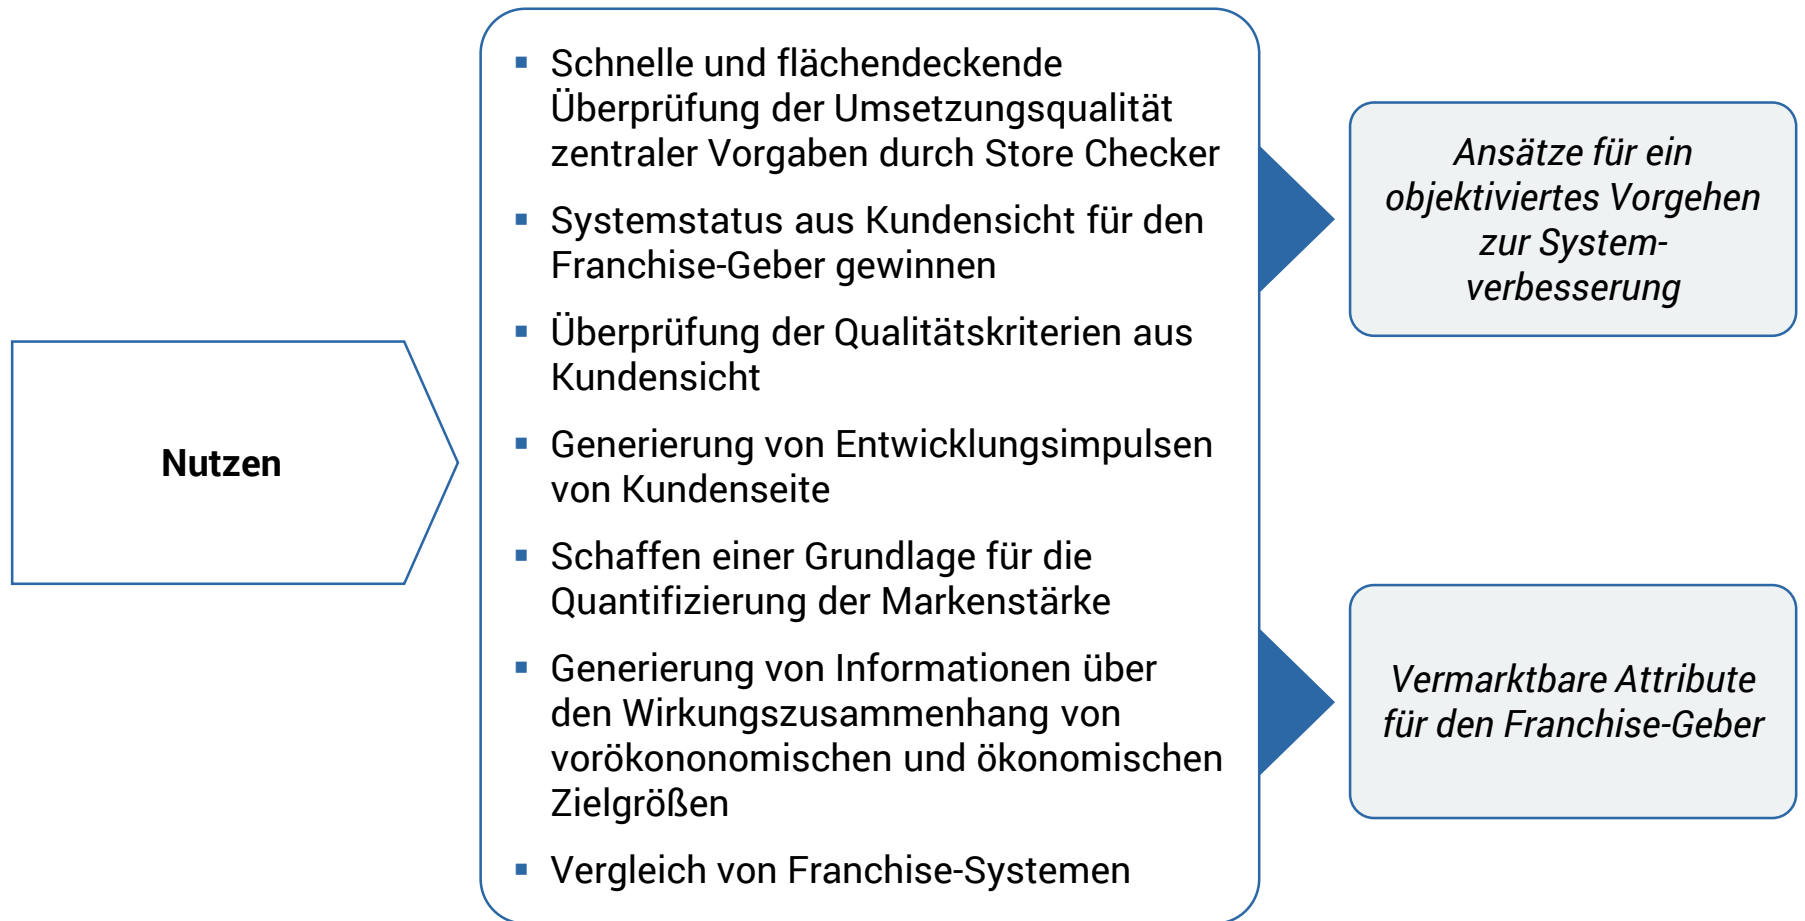 Nutzen
▪ Schnelle und flächendeckende
Überprüfung der Umsetzungsqualität
zentraler Vorgaben durch Store Checker
▪ Systemstatus aus Kundensicht für den
Franchise-Geber gewinnen
▪ Überprüfung der Qualitätskriterien aus
Kundensicht
▪ Generierung von Entwicklungsimpulsen
von Kundenseite
▪ Schaffen einer Grundlage für die
Quantifizierung der Markenstärke
▪ Generierung von Informationen über
den Wirkungszusammenhang von
vorökononomischen und ökonomischen
Zielgrößen
▪ Vergleich von Franchise-Systemen
Ansätze für ein
objektiviertes Vorgehen
zur System-
verbesserung
Vermarktbare Attribute
für den Franchise-Geber